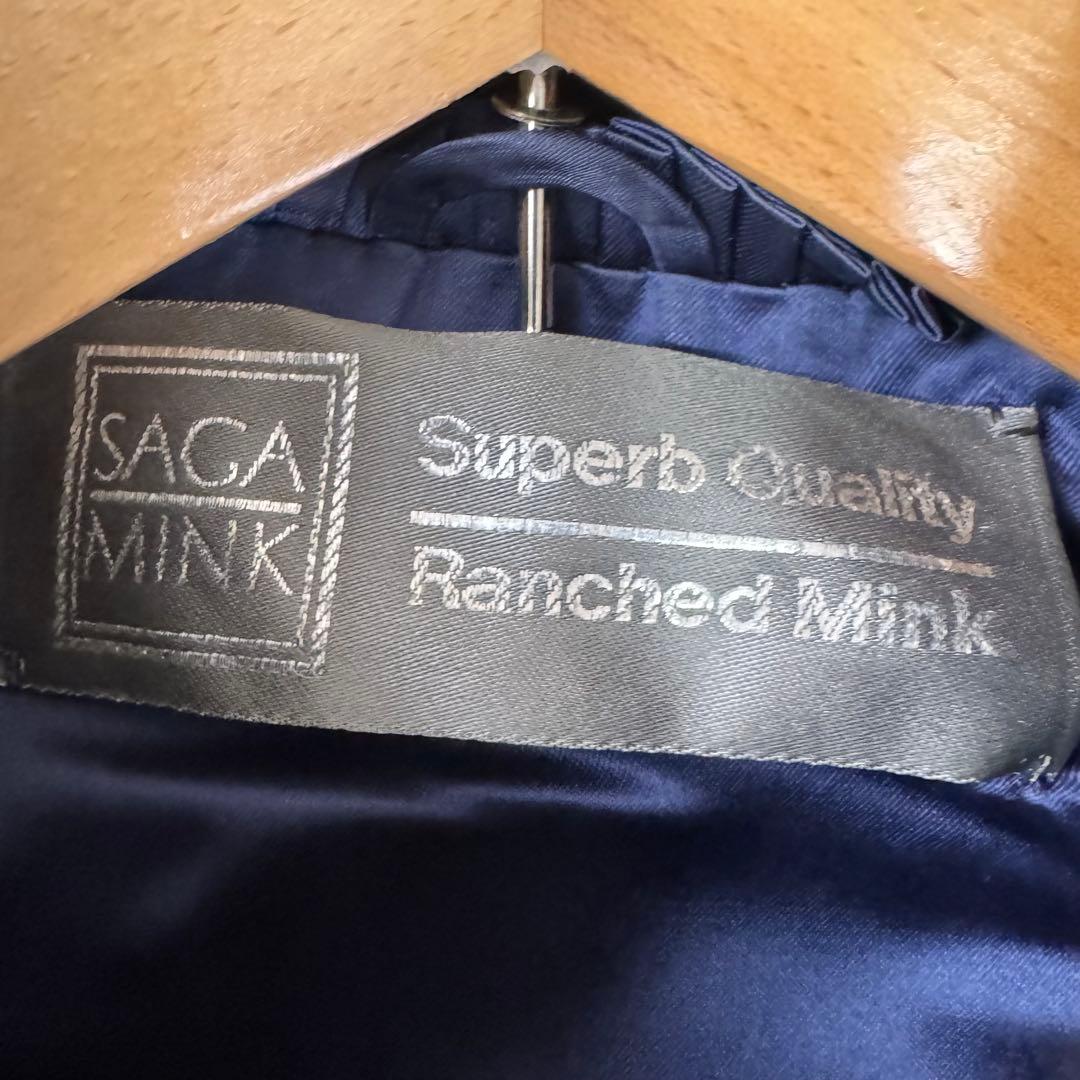 SAGA
MINK
Superb Quality
Ranched Mink